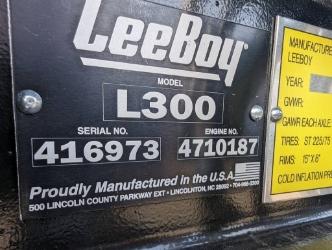 LeeBoy
MODEL
L300
SERIAL NO. ENGINE NO.
416973 4710187
Proudly Manufactured in the U.S.A.
500 LINCOLN COUNTY PARKWAY EXT • LINCOLNTON, NC 28092 •
MANUFACTURE
LEEBOY
YEAR:
GVWR:
GAWR EACH AXLE
TIRES: ST 225/75
RIMS: 15" X 6"
COLD INFLATION PRE